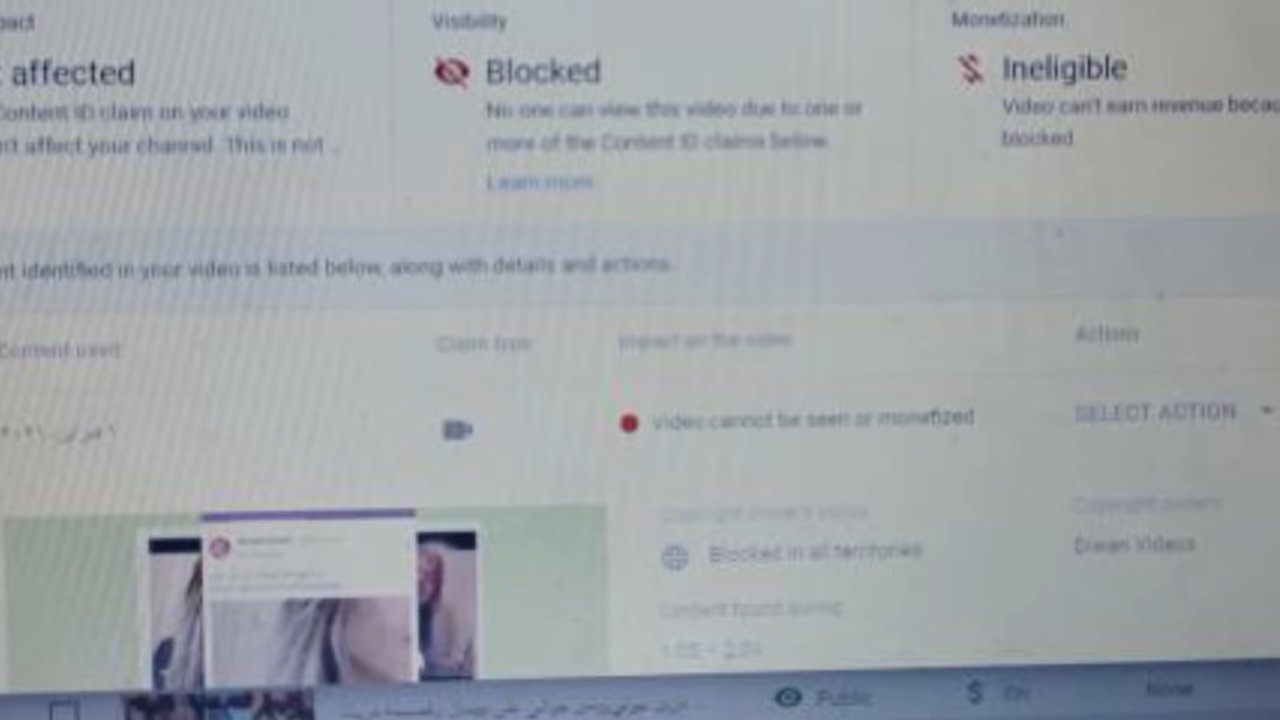 pact
Visibility
Monetization
t affected
Blocked
Ineligible
Content ID claim on your video
n't affect your channel. This is not ...
No one can view this video due to one or
more of the Content ID claims below.
Learn more
Video can't earn revenue becau
blocked
nt identified in your video is listed below, along with details and actions.
Content used
Claim type
Impact on the video
Actions
Video cannot be seen or monetized
SELECT ACTION
Copyright owner's policy
Copyright owners
Blocked in all territories
Diwan Videos
Content found during
Public
$ On
None